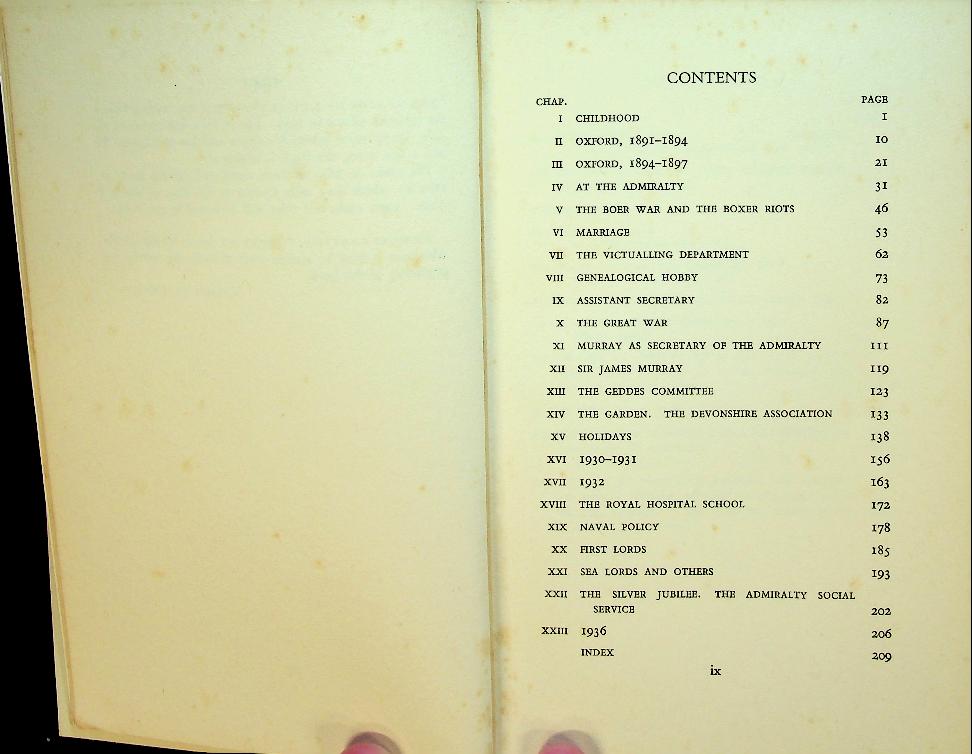 CONTENTS
CHAP. PAGE
I CHILDHOOD 1
II OXFORD, 1891–1894 10
III OXFORD, 1894–1897 21
IV AT THE ADMIRALTY 31
V THE BOER WAR AND THE BOXER RIOTS 46
VI MARRIAGE 53
VII THE VICTUALLING DEPARTMENT 62
VIII GENEALOGICAL HOBBY 73
IX ASSISTANT SECRETARY 82
X THE GREAT WAR 87
XI MURRAY AS SECRETARY OF THE ADMIRALTY 111
XII SIR JAMES MURRAY 119
XIII THE GEDDES COMMITTEE 123
XIV THE GARDEN. THE DEVONSHIRE ASSOCIATION 133
XV HOLIDAYS 138
XVI 1930–1931 156
XVII 1932 163
XVIII THE ROYAL HOSPITAL SCHOOL 172
XIX NAVAL POLICY 178
XX FIRST LORDS 185
XXI SEA LORDS AND OTHERS 193
XXII THE SILVER JUBILEE. THE ADMIRALTY SOCIAL
SERVICE 202
XXIII 1936 206
INDEX 209
ix